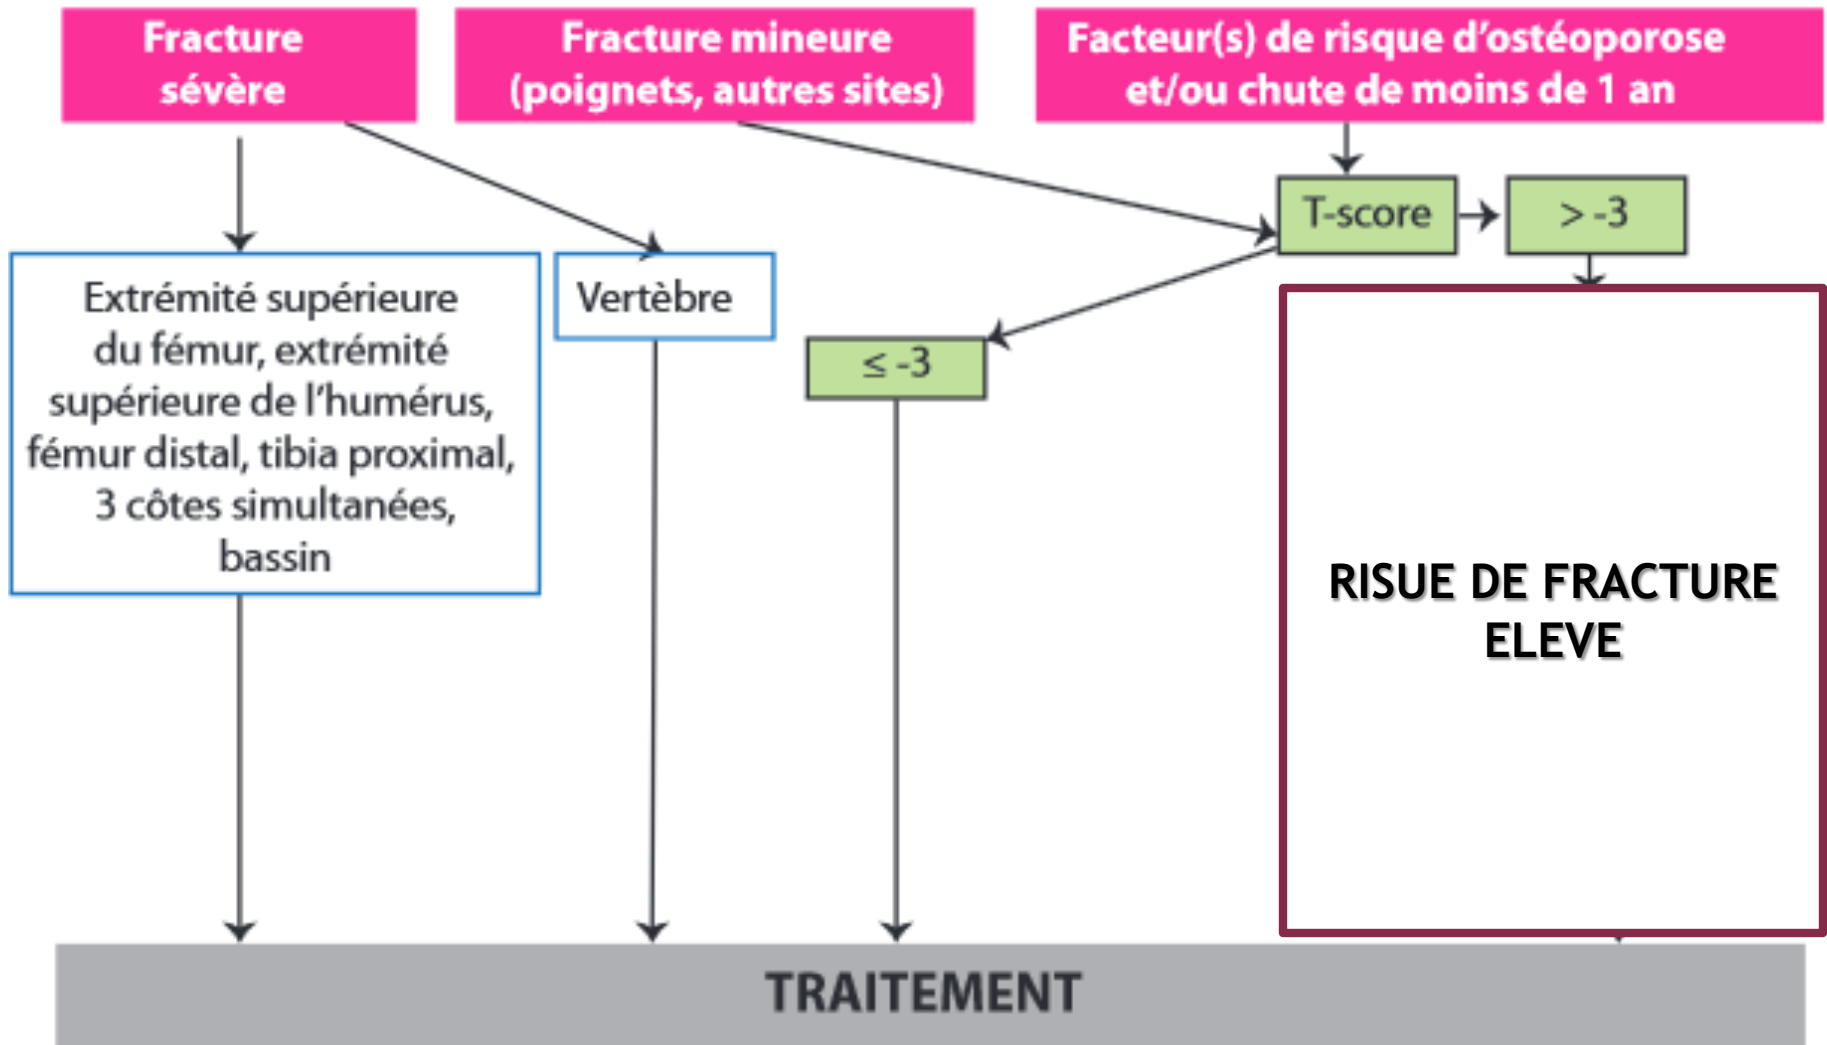 Fracture
sévère
Fracture mineure
(poignets, autres sites)
Facteur(s) de risque d'ostéoporose
et/ou chute de moins de 1 an
T-score
> -3
Extrémité supérieure
du fémur, extrémité
supérieure de l'humérus,
fémur distal, tibia proximal,
3 côtes simultanées,
bassin
Vertèbre
≤ -3
RISUE DE FRACTURE
ELEVE
TRAITEMENT